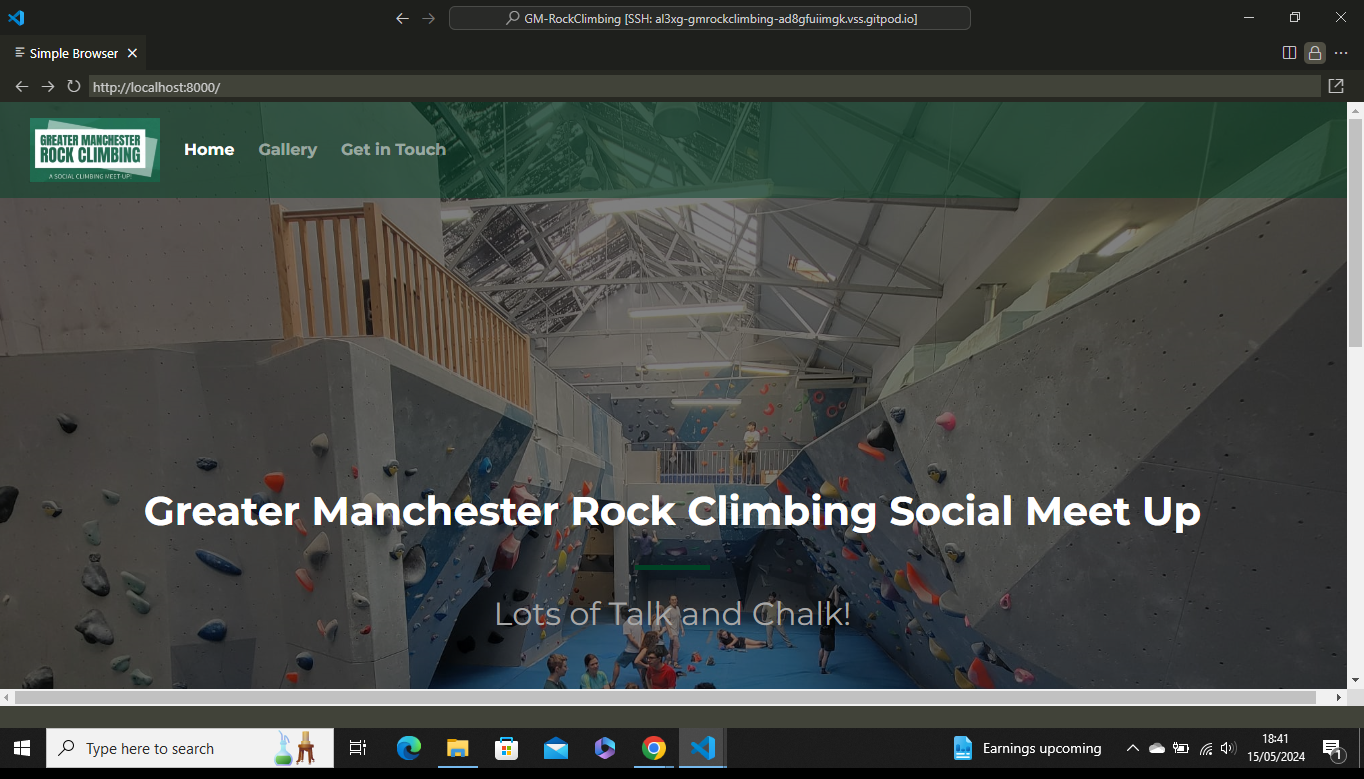 GM-RockClimbing [SSH: al3xg-gmrockclimbing-ad8gfuiimgk.vss.gitpod.io]
Simple Browser
http://localhost:8000/
GREATER MANCHESTER
ROCK CLIMBING
A SOCIAL CLIMBING MEET-UP!
Home Gallery Get in Touch
Greater Manchester Rock Climbing Social Meet Up
Lots of Talk and Chalk!
Type here to search
Earnings upcoming
18:41
15/05/2024
1